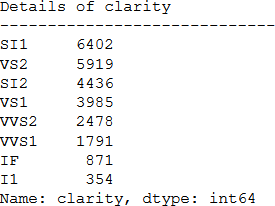 Details of clarity
------------------------------
SI1     6402
VS2     5919
SI2     4436
VS1     3985
VVS2    2478
VVS1    1791
IF       871
I1       354
Name: clarity, dtype: int64